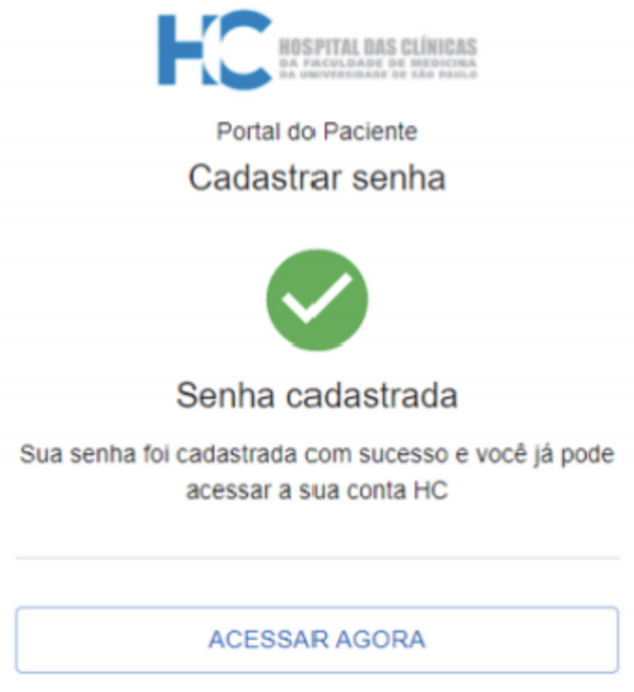 HC HOSPITAL DAS CLÍNICAS
DA FACULDADE DE MEDICINA
DA UNIVERSIDADE DE SÃO PAULO
Portal do Paciente
Cadastrar senha
Senha cadastrada
Sua senha foi cadastrada com sucesso e você já pode
acessar a sua conta HC
ACESSAR AGORA